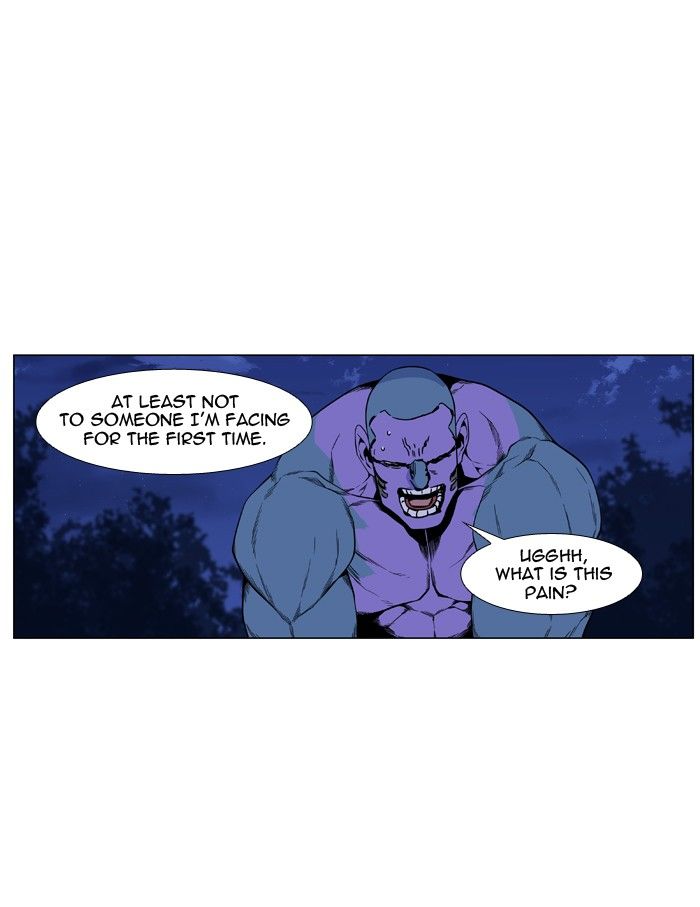 AT LEAST NOT
TO SOMEONE I'M FACING
FOR THE FIRST TIME.
UGGHH,
WHAT IS THIS
PAIN?